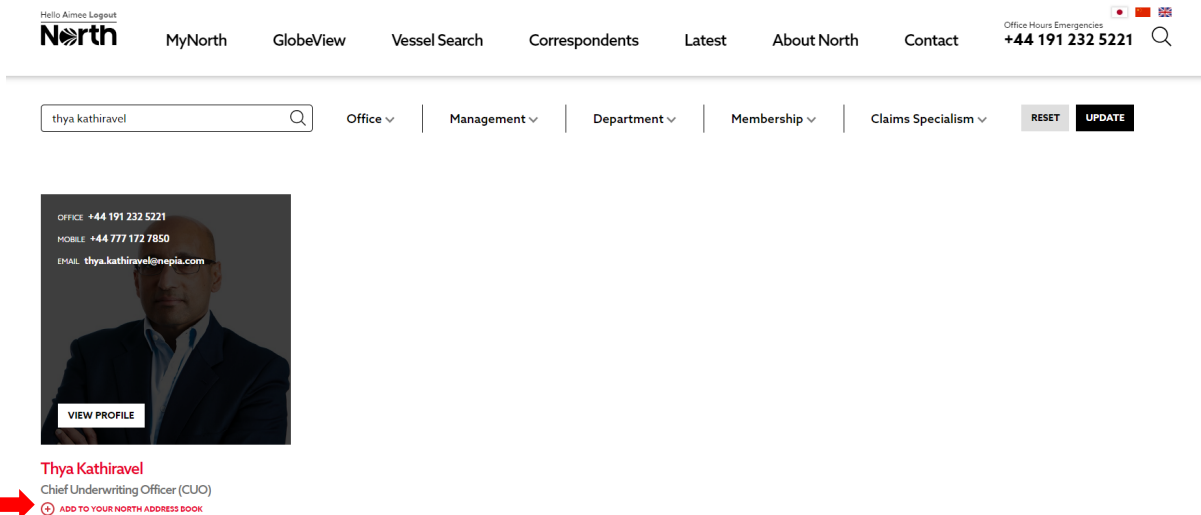 Hello Aimee Logout
North
MyNorth
GlobeView
Vessel Search
Correspondents
Latest
About North
Contact
Office Hours Emergencies
+44 191 232 5221
thya kathiravel
Office
Management
Department
Membership
Claims Specialism
RESET
UPDATE
OFFICE +44 191 232 5221
MOBILE +44 777 172 7850
EMAIL thya.kathiravel@nepia.com
VIEW PROFILE
Thya Kathiravel
Chief Underwriting Officer (CUO)
ADD TO YOUR NORTH ADDRESS BOOK